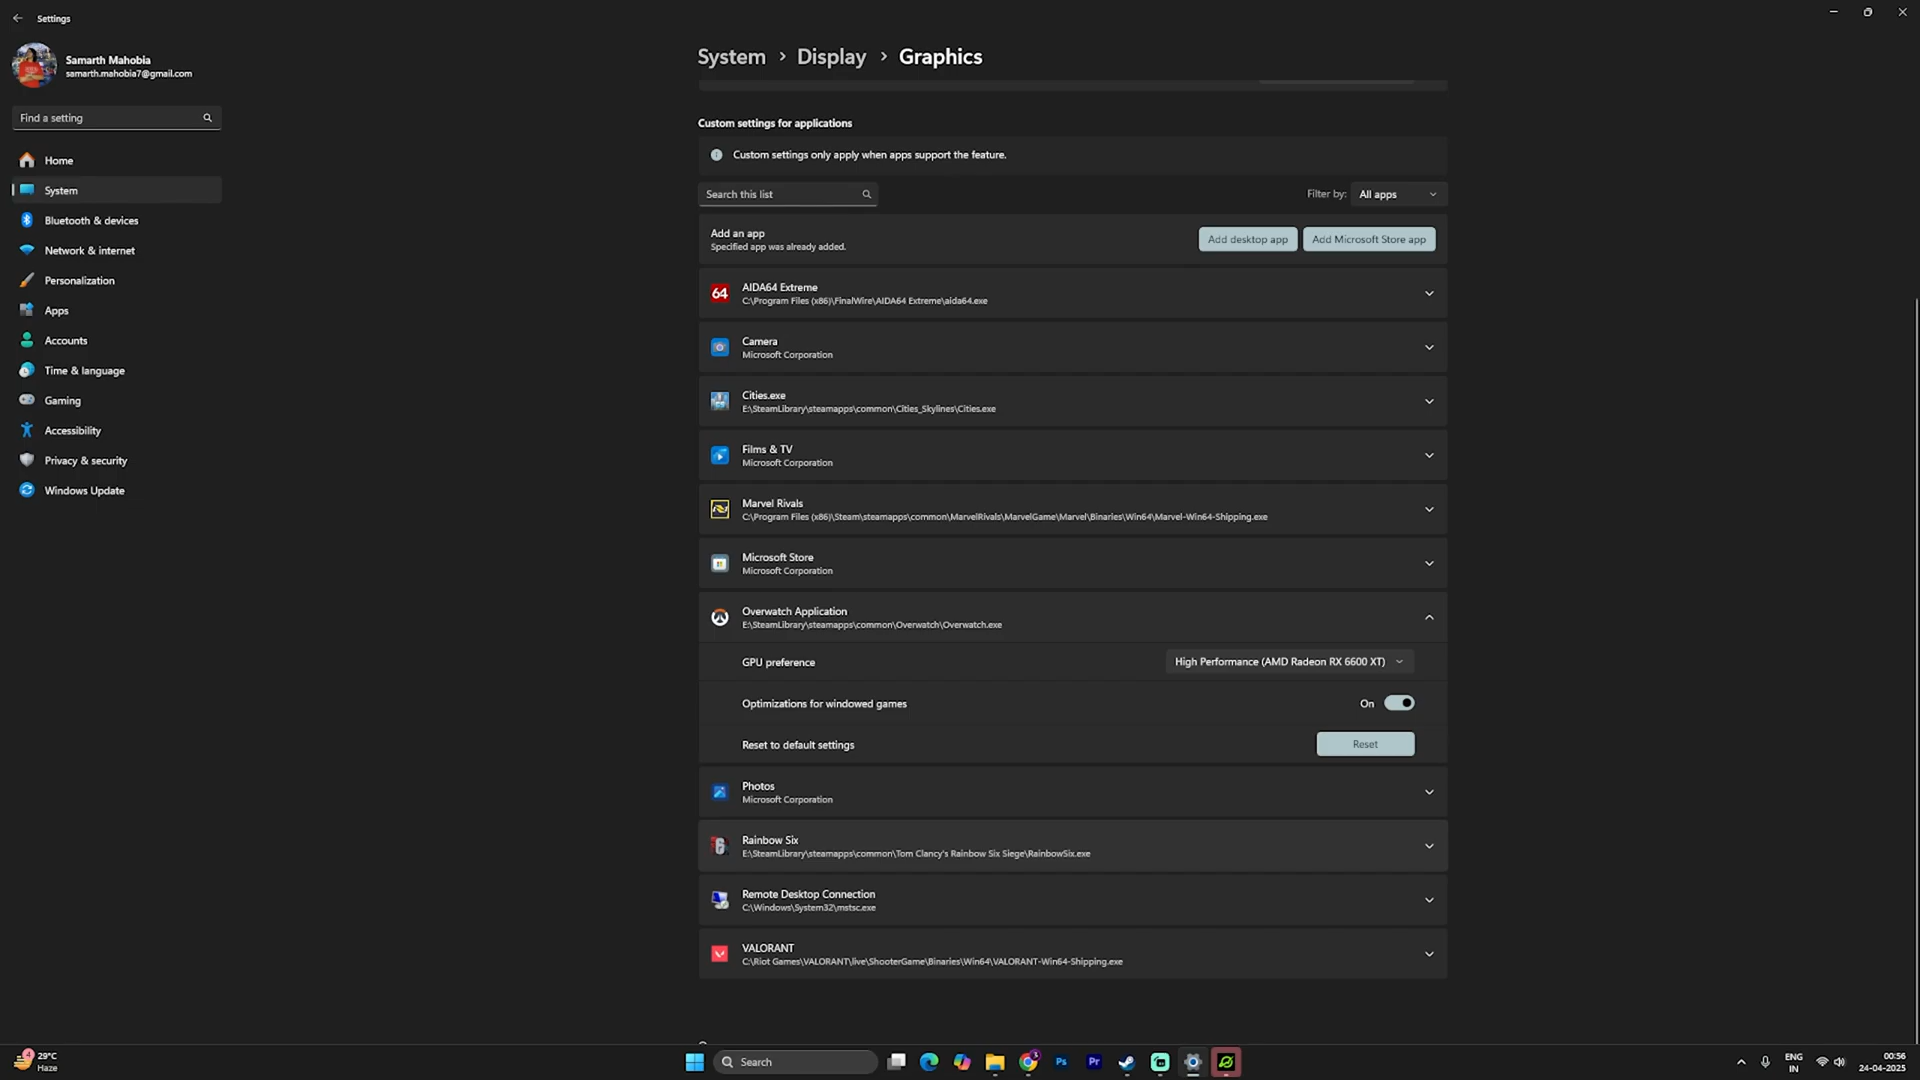 Settings
Samarth Mahobia
samarth.mahobia7@gmail.com
Find a setting
Home
System
Bluetooth & devices
Network & internet
Personalization
Apps
Accounts
Time & language
Gaming
Accessibility
Privacy & security
Windows Update
System > Display > Graphics
Custom settings for applications
Custom settings only apply when apps support the feature.
Search this list
Filter by: All apps
Add an app
Specified app was already added.
Add desktop app
Add Microsoft Store app
64
AIDA64 Extreme
C:\Program Files (x86)\FinalWire\AIDA64 Extreme\aida64.exe
Camera
Microsoft Corporation
Cities.exe
E:\SteamLibrary\steamapps\common\Cities_Skylines\Cities.exe
Films & TV
Microsoft Corporation
Marvel Rivals
C:\Program Files (x86)\Steam\steamapps\common\MarvelRivals\MarvelGame\Marvel\Binaries\Win64\Marvel-Win64-Shipping.exe
Microsoft Store
Microsoft Corporation
Overwatch Application
E:\SteamLibrary\steamapps\common\Overwatch\Overwatch.exe
GPU preference
High Performance (AMD Radeon RX 6600 XT)
Optimizations for windowed games
On
Reset to default settings
Reset
Photos
Microsoft Corporation
Rainbow Six
E:\SteamLibrary\steamapps\common\Tom Clancy's Rainbow Six Siege\RainbowSix.exe
Remote Desktop Connection
C:\Windows\System32\mstsc.exe
VALORANT
C:\Riot Games\VALORANT\live\ShooterGame\Binaries\Win64\VALORANT-Win64-Shipping.exe
4
29°C
Haze
Search
Ps
Pr
ENG
IN
00:56
24-04-2025